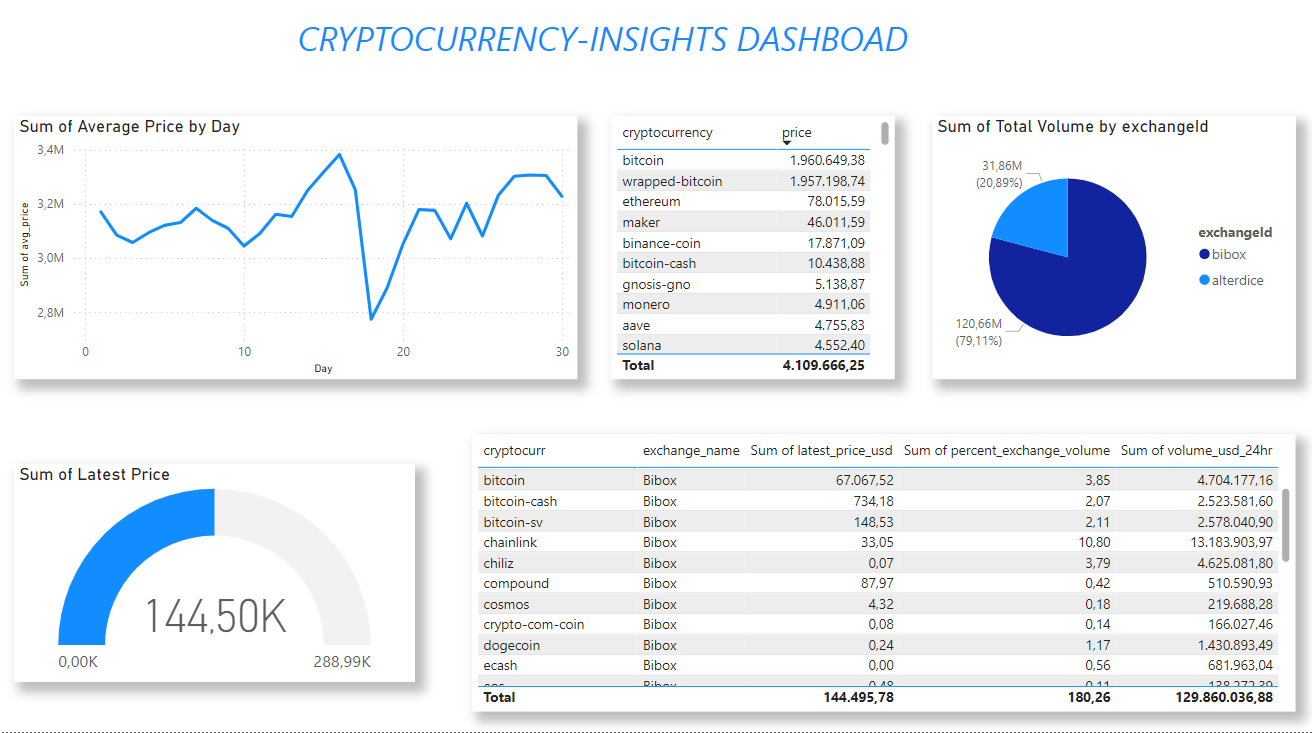 CRYPTOCURRENCY-INSIGHTS DASHBOAD
Sum of Average Price by Day
3,4M
3,2M
3,0M
2,8M
Sum of avg_price
0 10 20 30
Day
cryptocurrency price
bitcoin 1.960.649,38
wrapped-bitcoin 1.957.198,74
ethereum 78.015,59
maker 46.011,59
binance-coin 17.871,09
bitcoin-cash 10.438,88
gnosis-gno 5.138,87
monero 4.911,06
aave 4.755,83
solana 4.552,40
Total 4.109.666,25
Sum of Total Volume by exchangeId
31,86M
(20,89%)
120,66M
(79,11%)
exchangeId
bibox
alterdice
Sum of Latest Price
144,50K
0,00K 288,99K
cryptocurr exchange_name Sum of latest_price_usd Sum of percent_exchange_volume Sum of volume_usd_24hr
bitcoin Bibox 67.067,52 3,85 4.704.177,16
bitcoin-cash Bibox 734,18 2,07 2.523.581,60
bitcoin-sv Bibox 148,53 2,11 2.578.040,90
chainlink Bibox 33,05 10,80 13.183.903,97
chiliz Bibox 0,07 3,79 4.625.081,80
compound Bibox 87,97 0,42 510.590,93
cosmos Bibox 4,32 0,18 219.688,28
crypto-com-coin Bibox 0,08 0,14 166.027,46
dogecoin Bibox 0,24 1,17 1.430.893,49
ecash Bibox 0,00 0,56 681.963,04
Bibox
Total 144.495,78 180,26 129.860.036,88